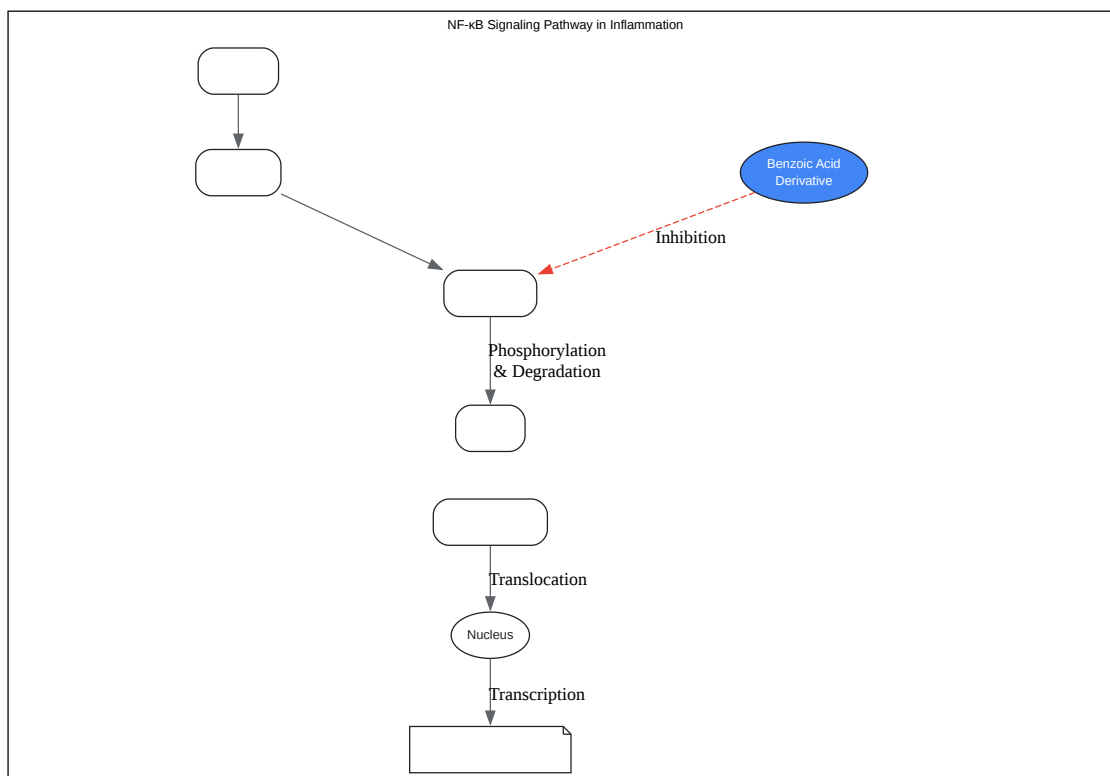 NF-κB Signaling Pathway in Inflammation
Benzoic Acid
Derivative
Inhibition
Phosphorylation
& Degradation
Translocation
Nucleus
Transcription